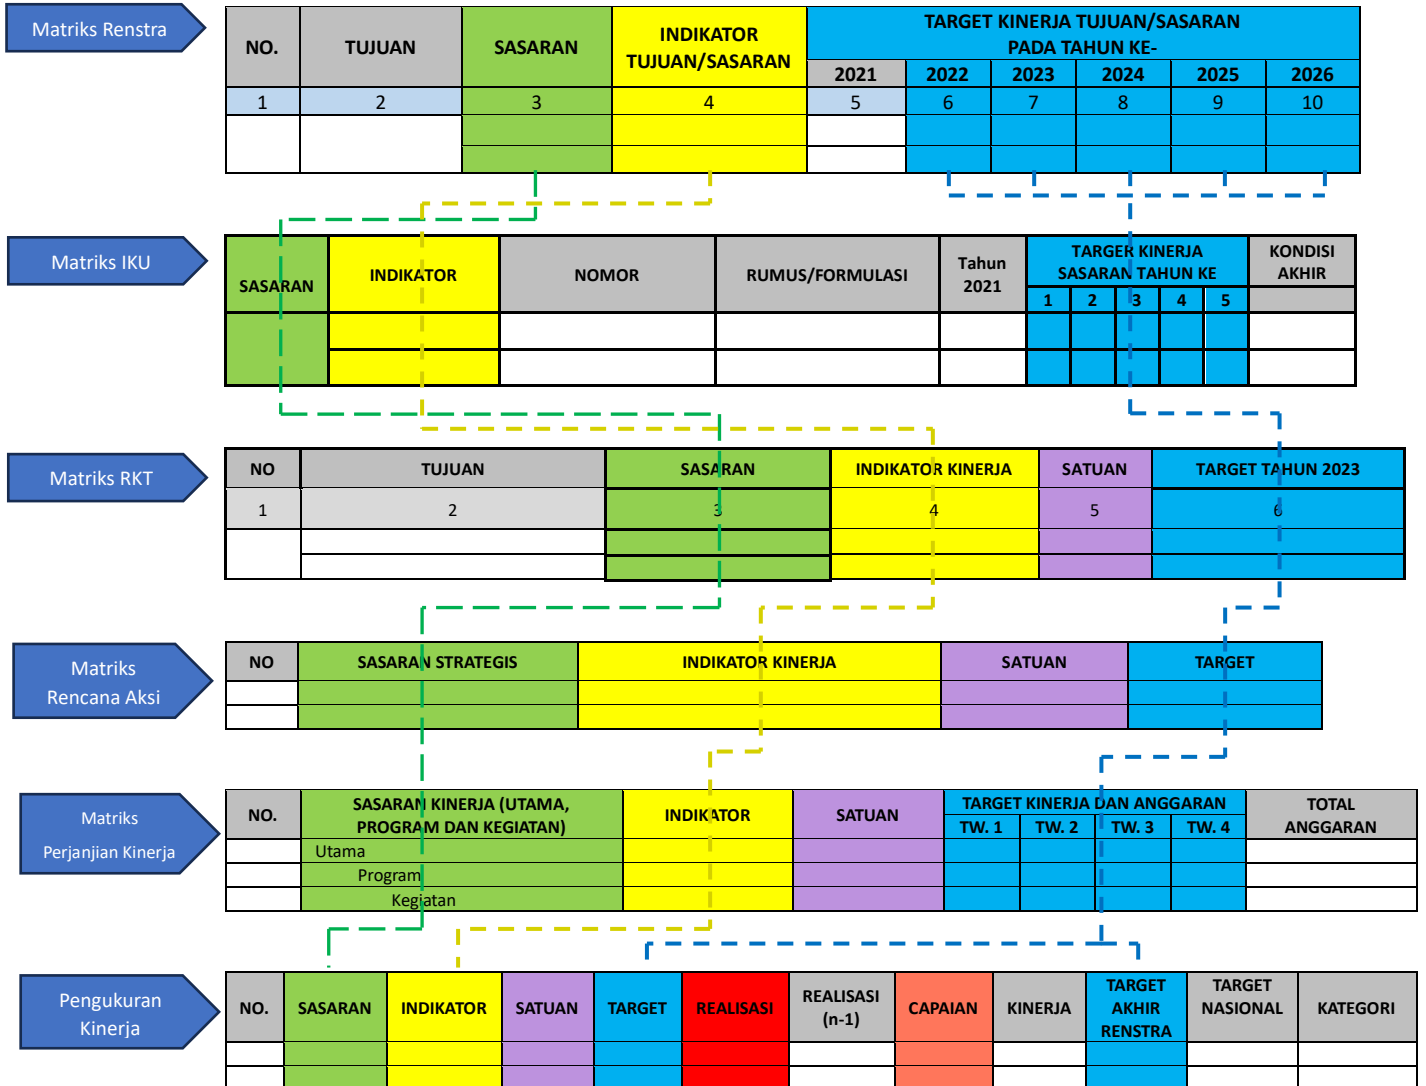 Matriks Renstra
NO. TUJUAN SASARAN INDIKATOR TUJUAN/SASARAN TARGET KINERJA TUJUAN/SASARAN PADA TAHUN KE-
2021 2022 2023 2024 2025 2026
1 2 3 4 5 6 7 8 9 10
Matriks IKU
SASARAN INDIKATOR NOMOR RUMUS/FORMULASI Tahun 2021 TARGER KINERJA SASARAN TAHUN KE KONDISI AKHIR
1 2 3 4 5
Matriks RKT
NO TUJUAN SASARAN INDIKATOR KINERJA SATUAN TARGET TAHUN 2023
1 2 3 4 5 6
Matriks
Rencana Aksi
NO SASARAN STRATEGIS INDIKATOR KINERJA SATUAN TARGET
Matriks
Perjanjian Kinerja
NO. SASARAN KINERJA (UTAMA, PROGRAM DAN KEGIATAN) INDIKATOR SATUAN TARGET KINERJA DAN ANGGARAN TOTAL ANGGARAN
TW. 1 TW. 2 TW. 3 TW. 4
Utama
Program
Kegiatan
Pengukuran
Kinerja
NO. SASARAN INDIKATOR SATUAN TARGET REALISASI REALISASI (n-1) CAPAIAN KINERJA TARGET AKHIR RENSTRA TARGET NASIONAL KATEGORI